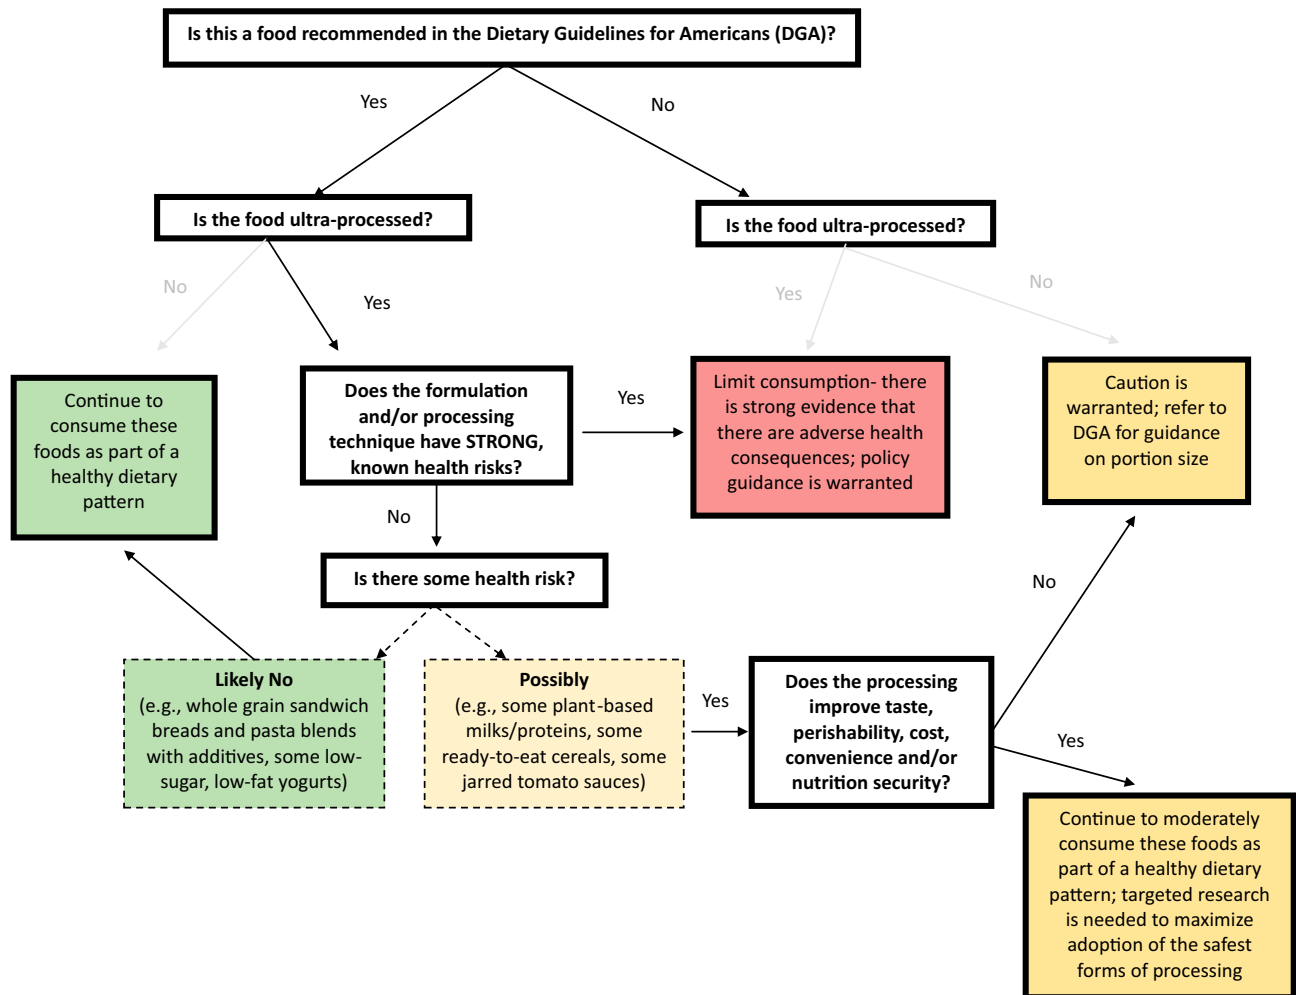 Is this a food recommended in the Dietary Guidelines for Americans (DGA)?
Yes
No
Is the food ultra-processed?
Is the food ultra-processed?
No
Yes
Yes
No
Continue to
consume these
foods as part of a
healthy dietary
pattern
Does the formulation
and/or processing
technique have STRONG,
known health risks?
Yes
Limit consumption- there
is strong evidence that
there are adverse health
consequences; policy
guidance is warranted
Caution is
warranted; refer to
DGA for guidance
on portion size
No
Is there some health risk?
No
Likely No
(e.g., whole grain sandwich
breads and pasta blends
with additives, some low-
sugar, low-fat yogurts)
Possibly
(e.g., some plant-based
milks/proteins, some
ready-to-eat cereals, some
jarred tomato sauces)
Yes
Does the processing
improve taste,
perishability, cost,
convenience and/or
nutrition security?
Yes
Continue to moderately
consume these foods as
part of a healthy dietary
pattern; targeted research
is needed to maximize
adoption of the safest
forms of processing